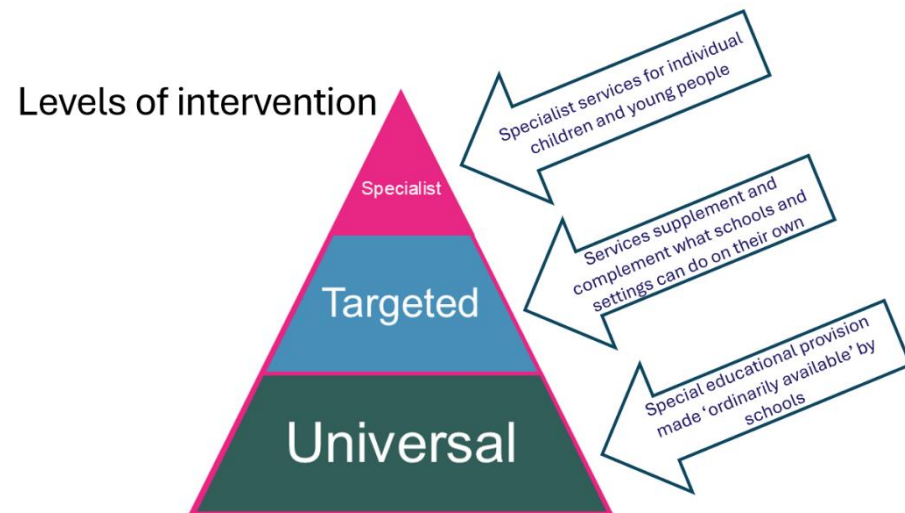 Levels of intervention
Specialist services for individual
children and young people
Specialist
Services supplement and
complement what schools and
settings can do on their own
Targeted
Special educational provision
made ‘ordinarily available’ by
schools
Universal